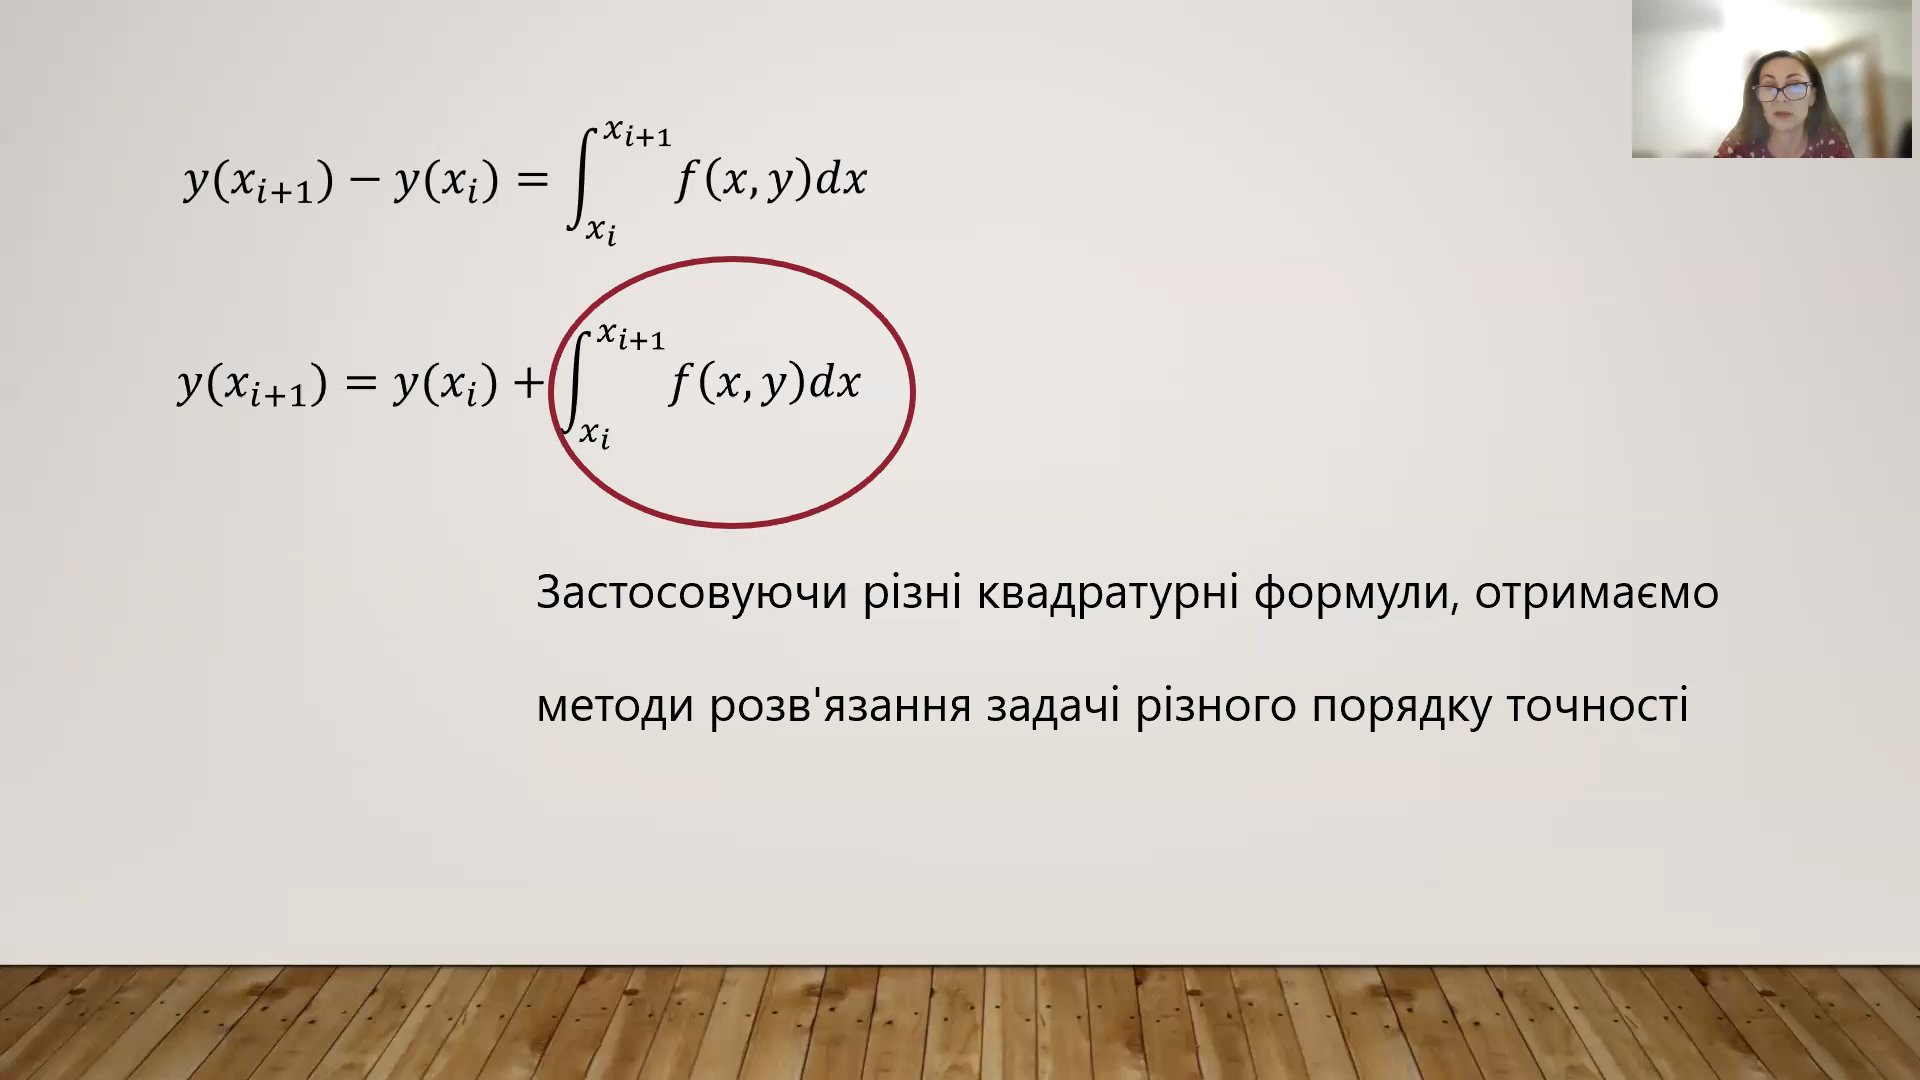 y(x_{i+1}) − y(x_i) = ∫_{x_i}^{x_{i+1}} f(x, y)dx
y(x_{i+1}) = y(x_i) + ∫_{x_i}^{x_{i+1}} f(x, y)dx
Застосовуючи різні квадратурні формули, отримаємо
методи розв'язання задачі різного порядку точності